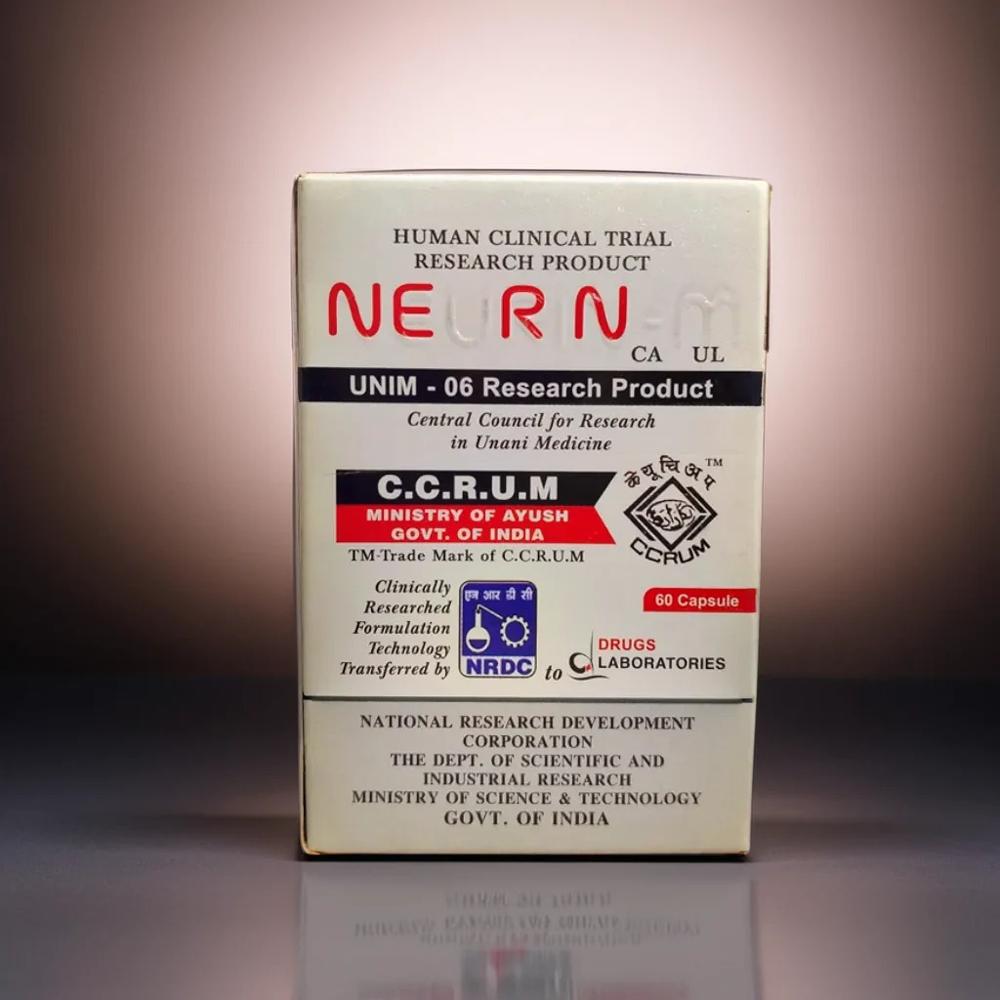 HUMAN CLINICAL TRIAL
RESEARCH PRODUCT
NE R N
CA UL
UNIM - 06 Research Product
Central Council for Research
in Unani Medicine
C.C.R.U.M
MINISTRY OF AYUSH
GOVT. OF INDIA
TM-Trade Mark of C.C.R.U.M
के यू चि अ प TM
CCRUM
60 Capsule
Clinically
Researched
Formulation
Technology
Transferred by
एन आर डी सी
NRDC
to
DRUGS
LABORATORIES
NATIONAL RESEARCH DEVELOPMENT
CORPORATION
THE DEPT. OF SCIENTIFIC AND
INDUSTRIAL RESEARCH
MINISTRY OF SCIENCE & TECHNOLOGY
GOVT. OF INDIA